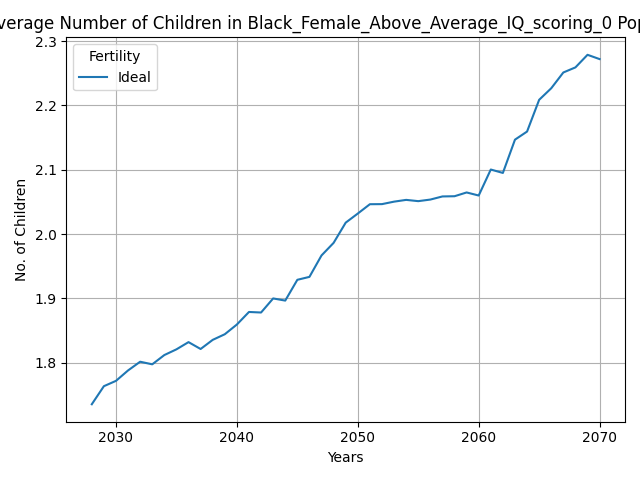 verage Number of Children in Black_Female_Above_Average_IQ_scoring_0 Pop
Fertility
Ideal
No. of Children
2.3
2.2
2.1
2.0
1.9
1.8
2030 2040 2050 2060 2070
Years